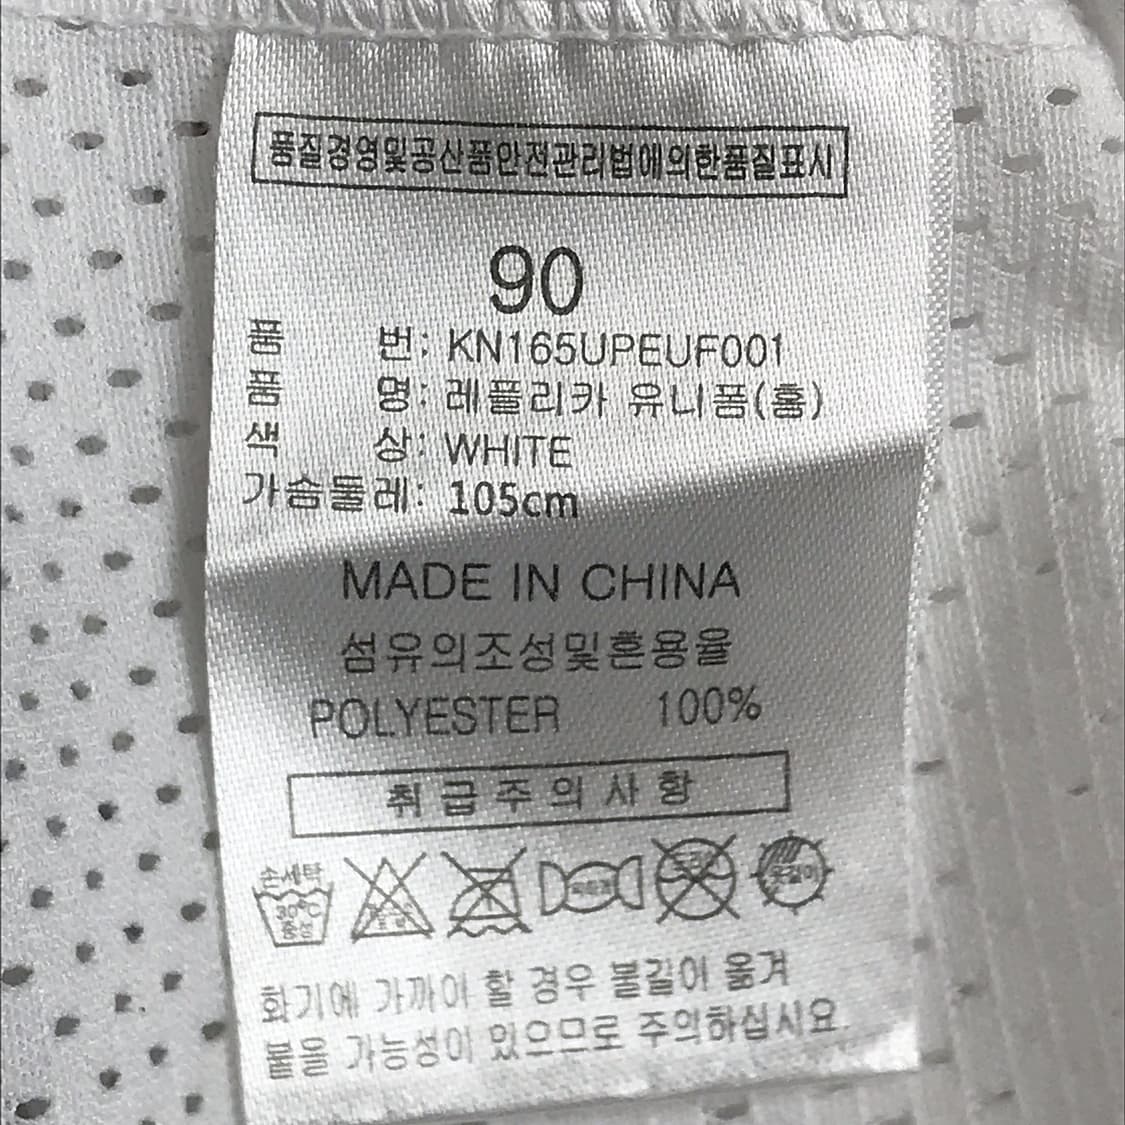 품질경영및공산품안전관리법에의한품질표시
90
품 번: KN165UPEUF001
품 명: 레플리카 유니폼(홈)
색 상: WHITE
가슴둘레: 105cm
MADE IN CHINA
섬유의조성및혼용율
POLYESTER 100%
취급주의사항
손세탁
30℃
중성
옷걸이
화기에 가까이 할 경우 불길이 옮겨
붙을 가능성이 있으므로 주의하십시요.